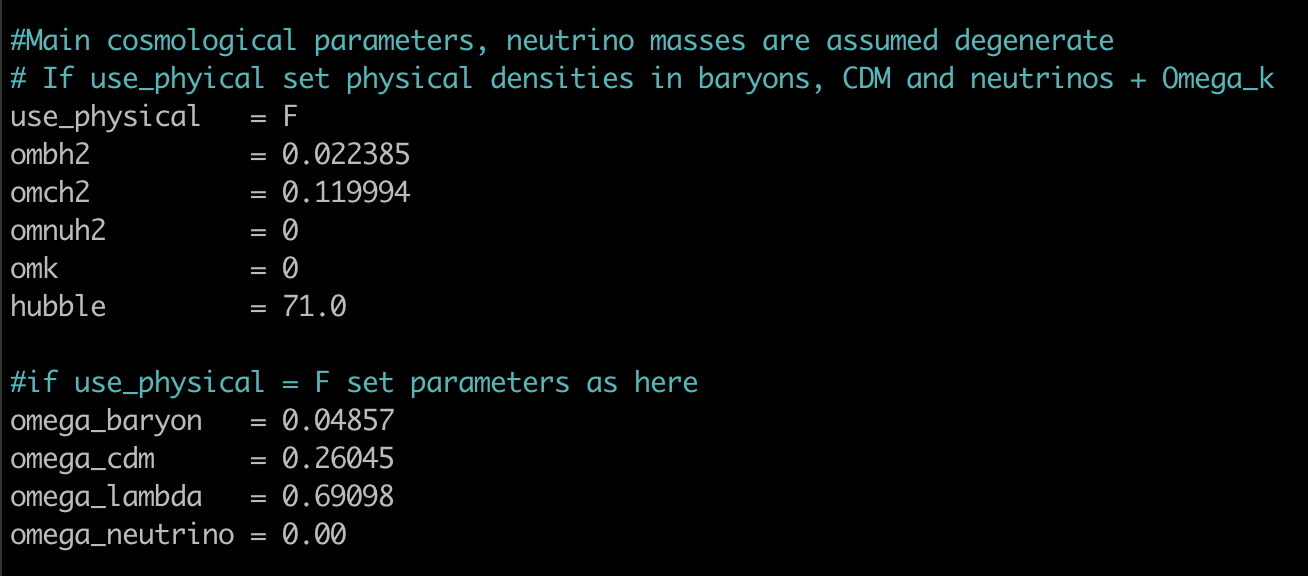 #Main cosmological parameters, neutrino masses are assumed degenerate
# If use_phyical set physical densities in baryons, CDM and neutrinos + Omega_k
use_physical   = F
ombh2          = 0.022385
omch2          = 0.119994
omnuh2         = 0
omk            = 0
hubble         = 71.0

#if use_physical = F set parameters as here
omega_baryon   = 0.04857
omega_cdm      = 0.26045
omega_lambda   = 0.69098
omega_neutrino = 0.00